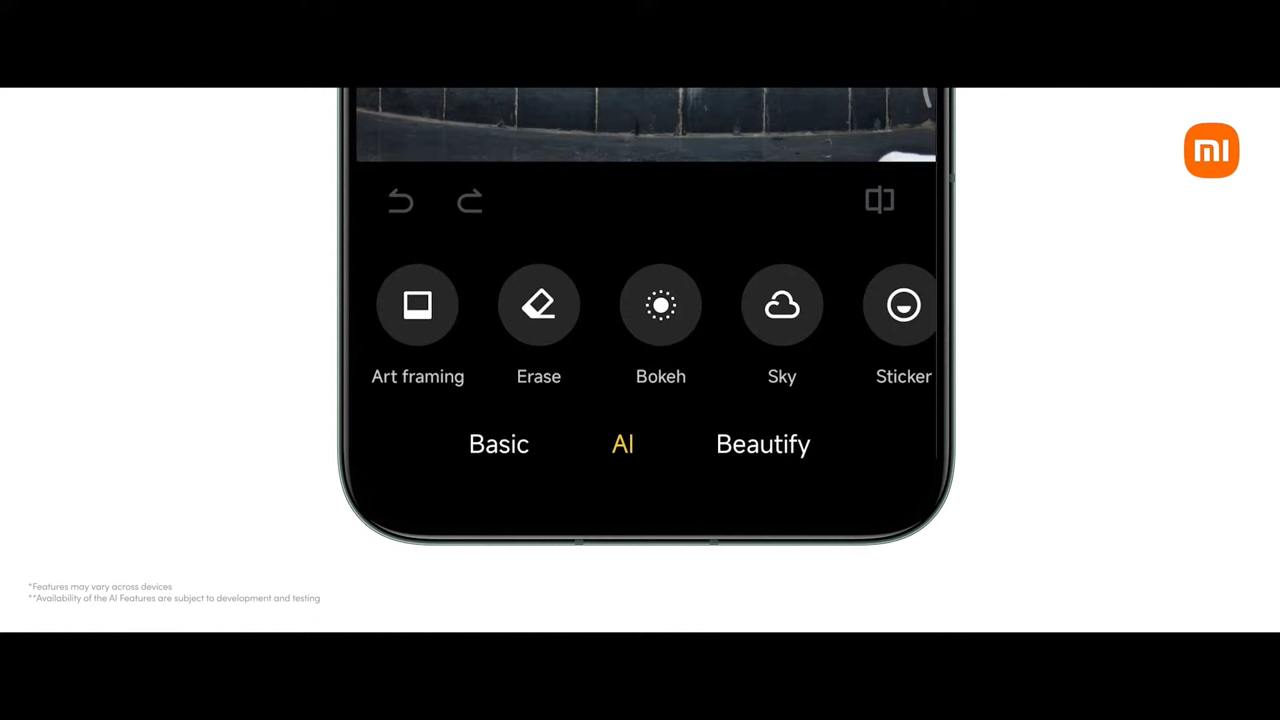 mi
Art framing Erase Bokeh Sky Sticker
Basic AI Beautify
*Features may vary across devices
**Availability of the AI Features are subject to development and testing